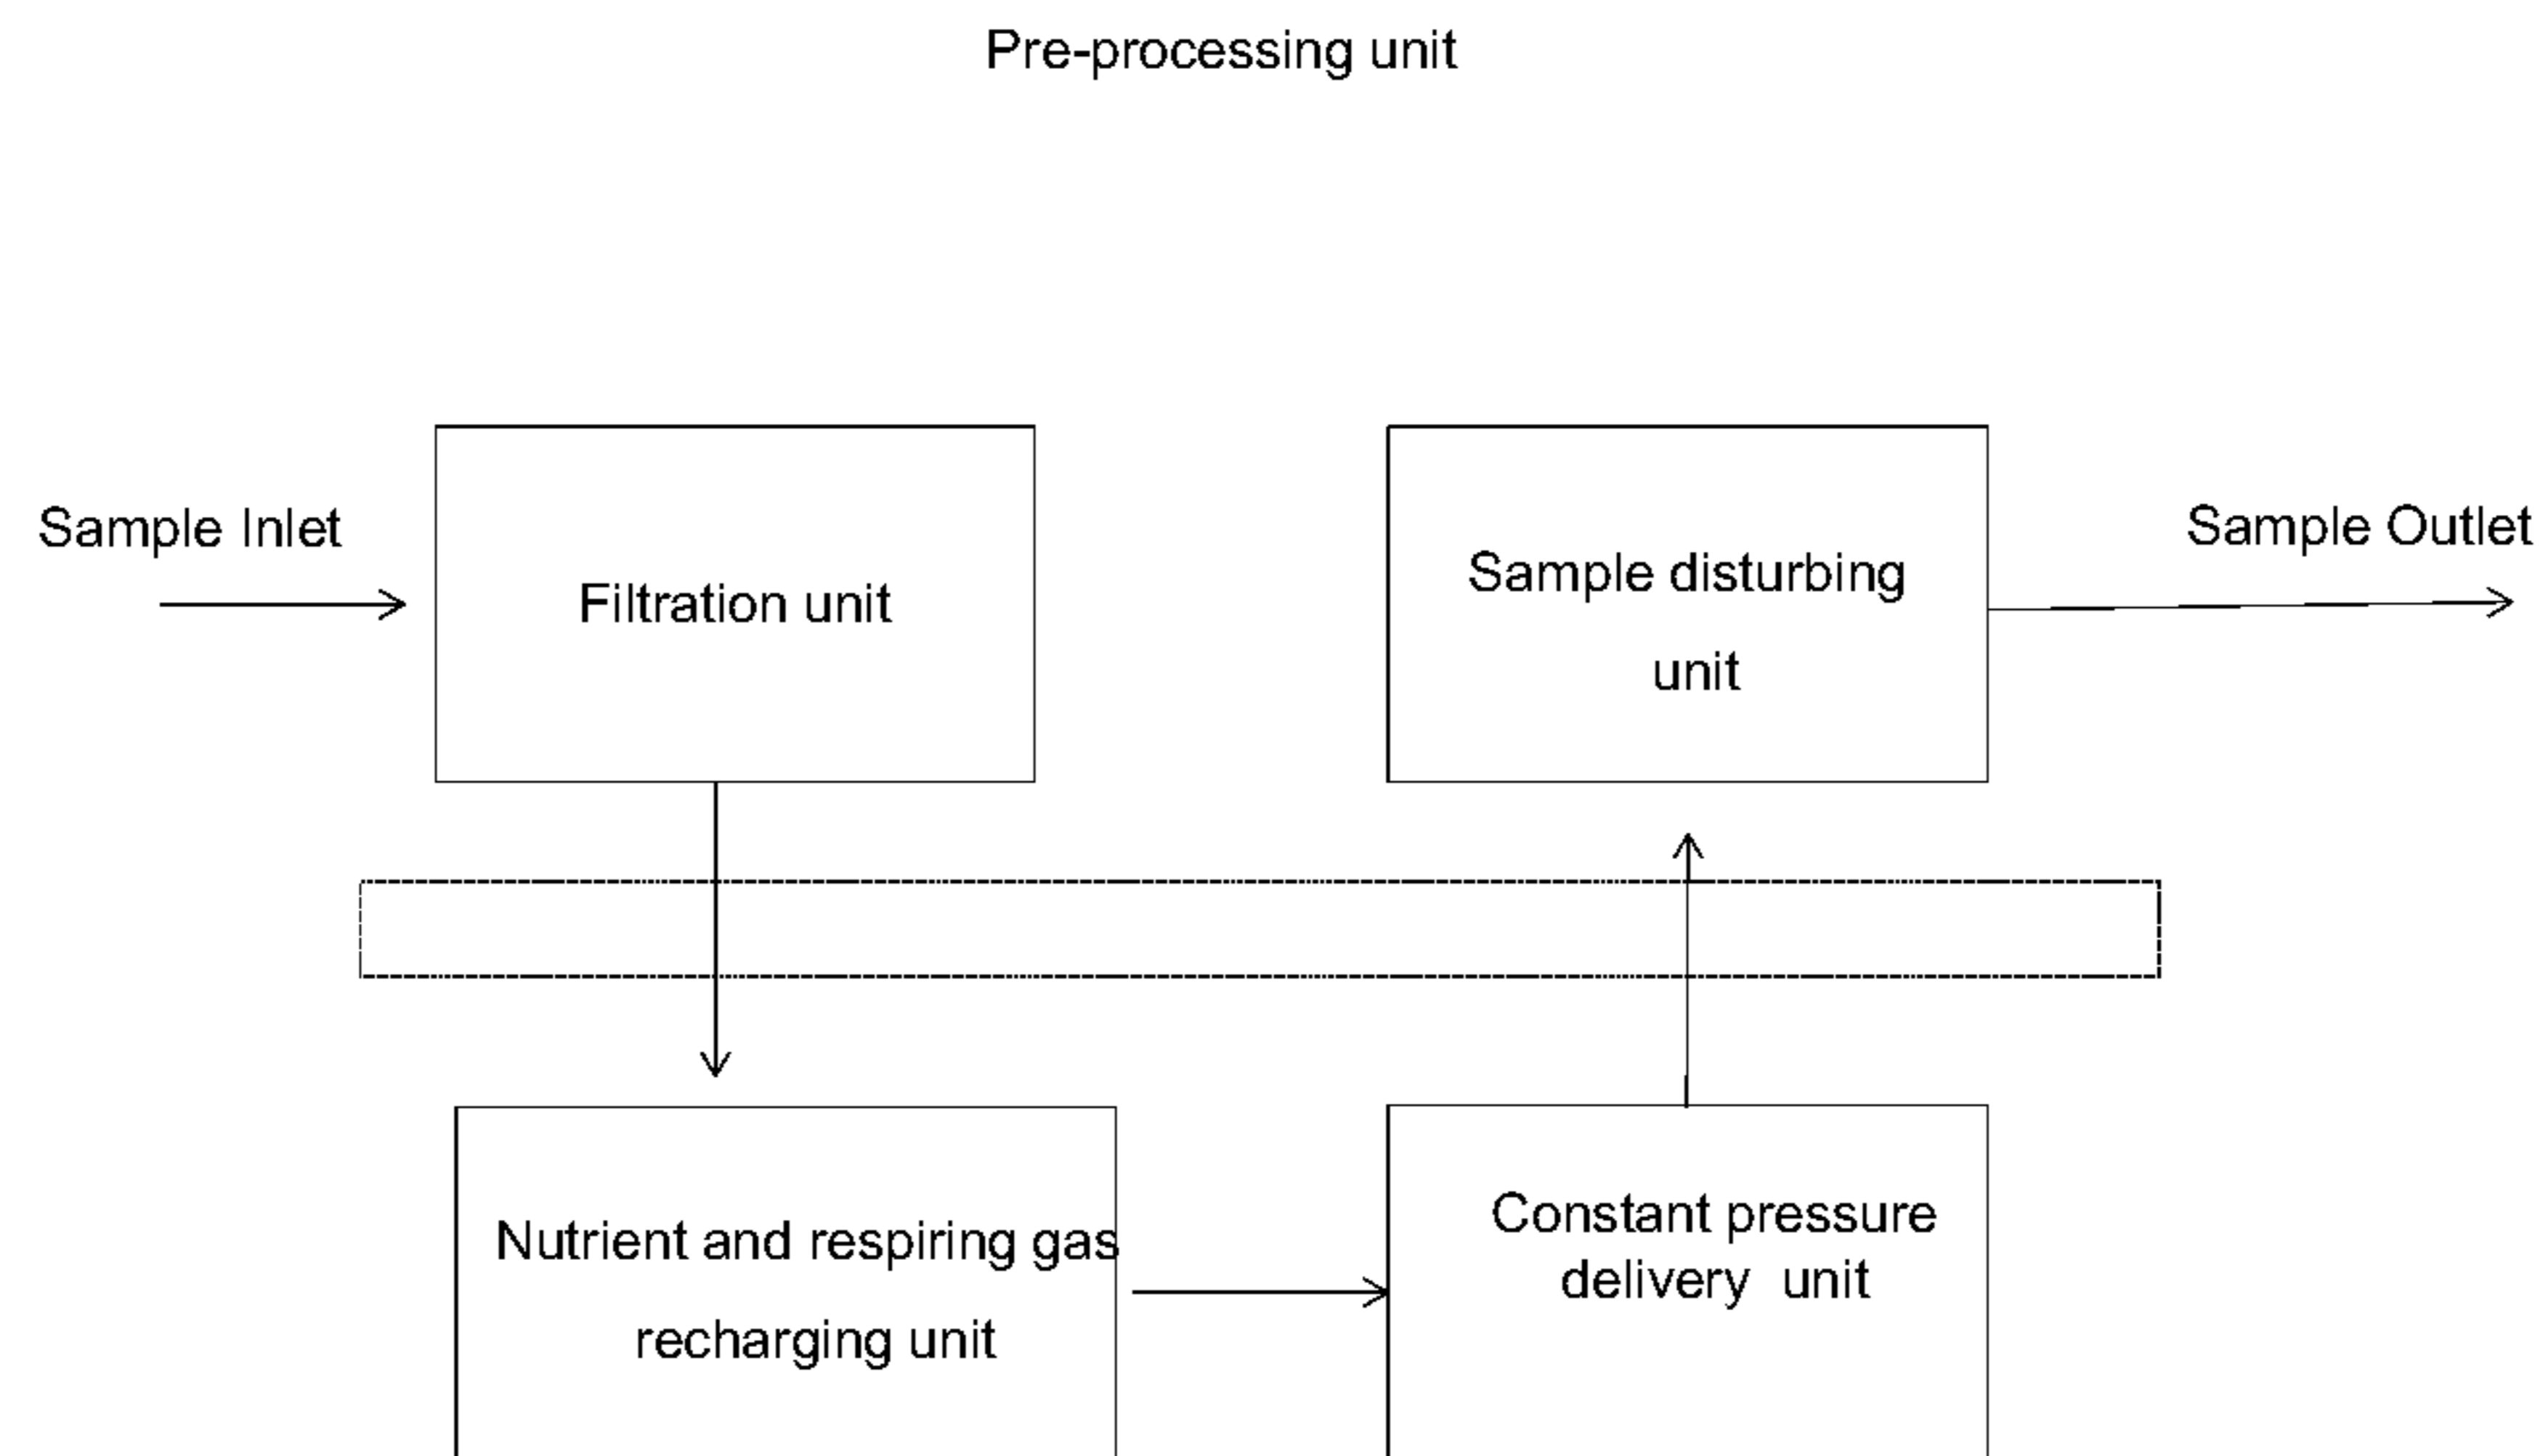 Pre-processing unit
Sample Inlet
Filtration unit
Sample disturbing
unit
Sample Outlet
Nutrient and respiring gas
recharging unit
Constant pressure
delivery unit